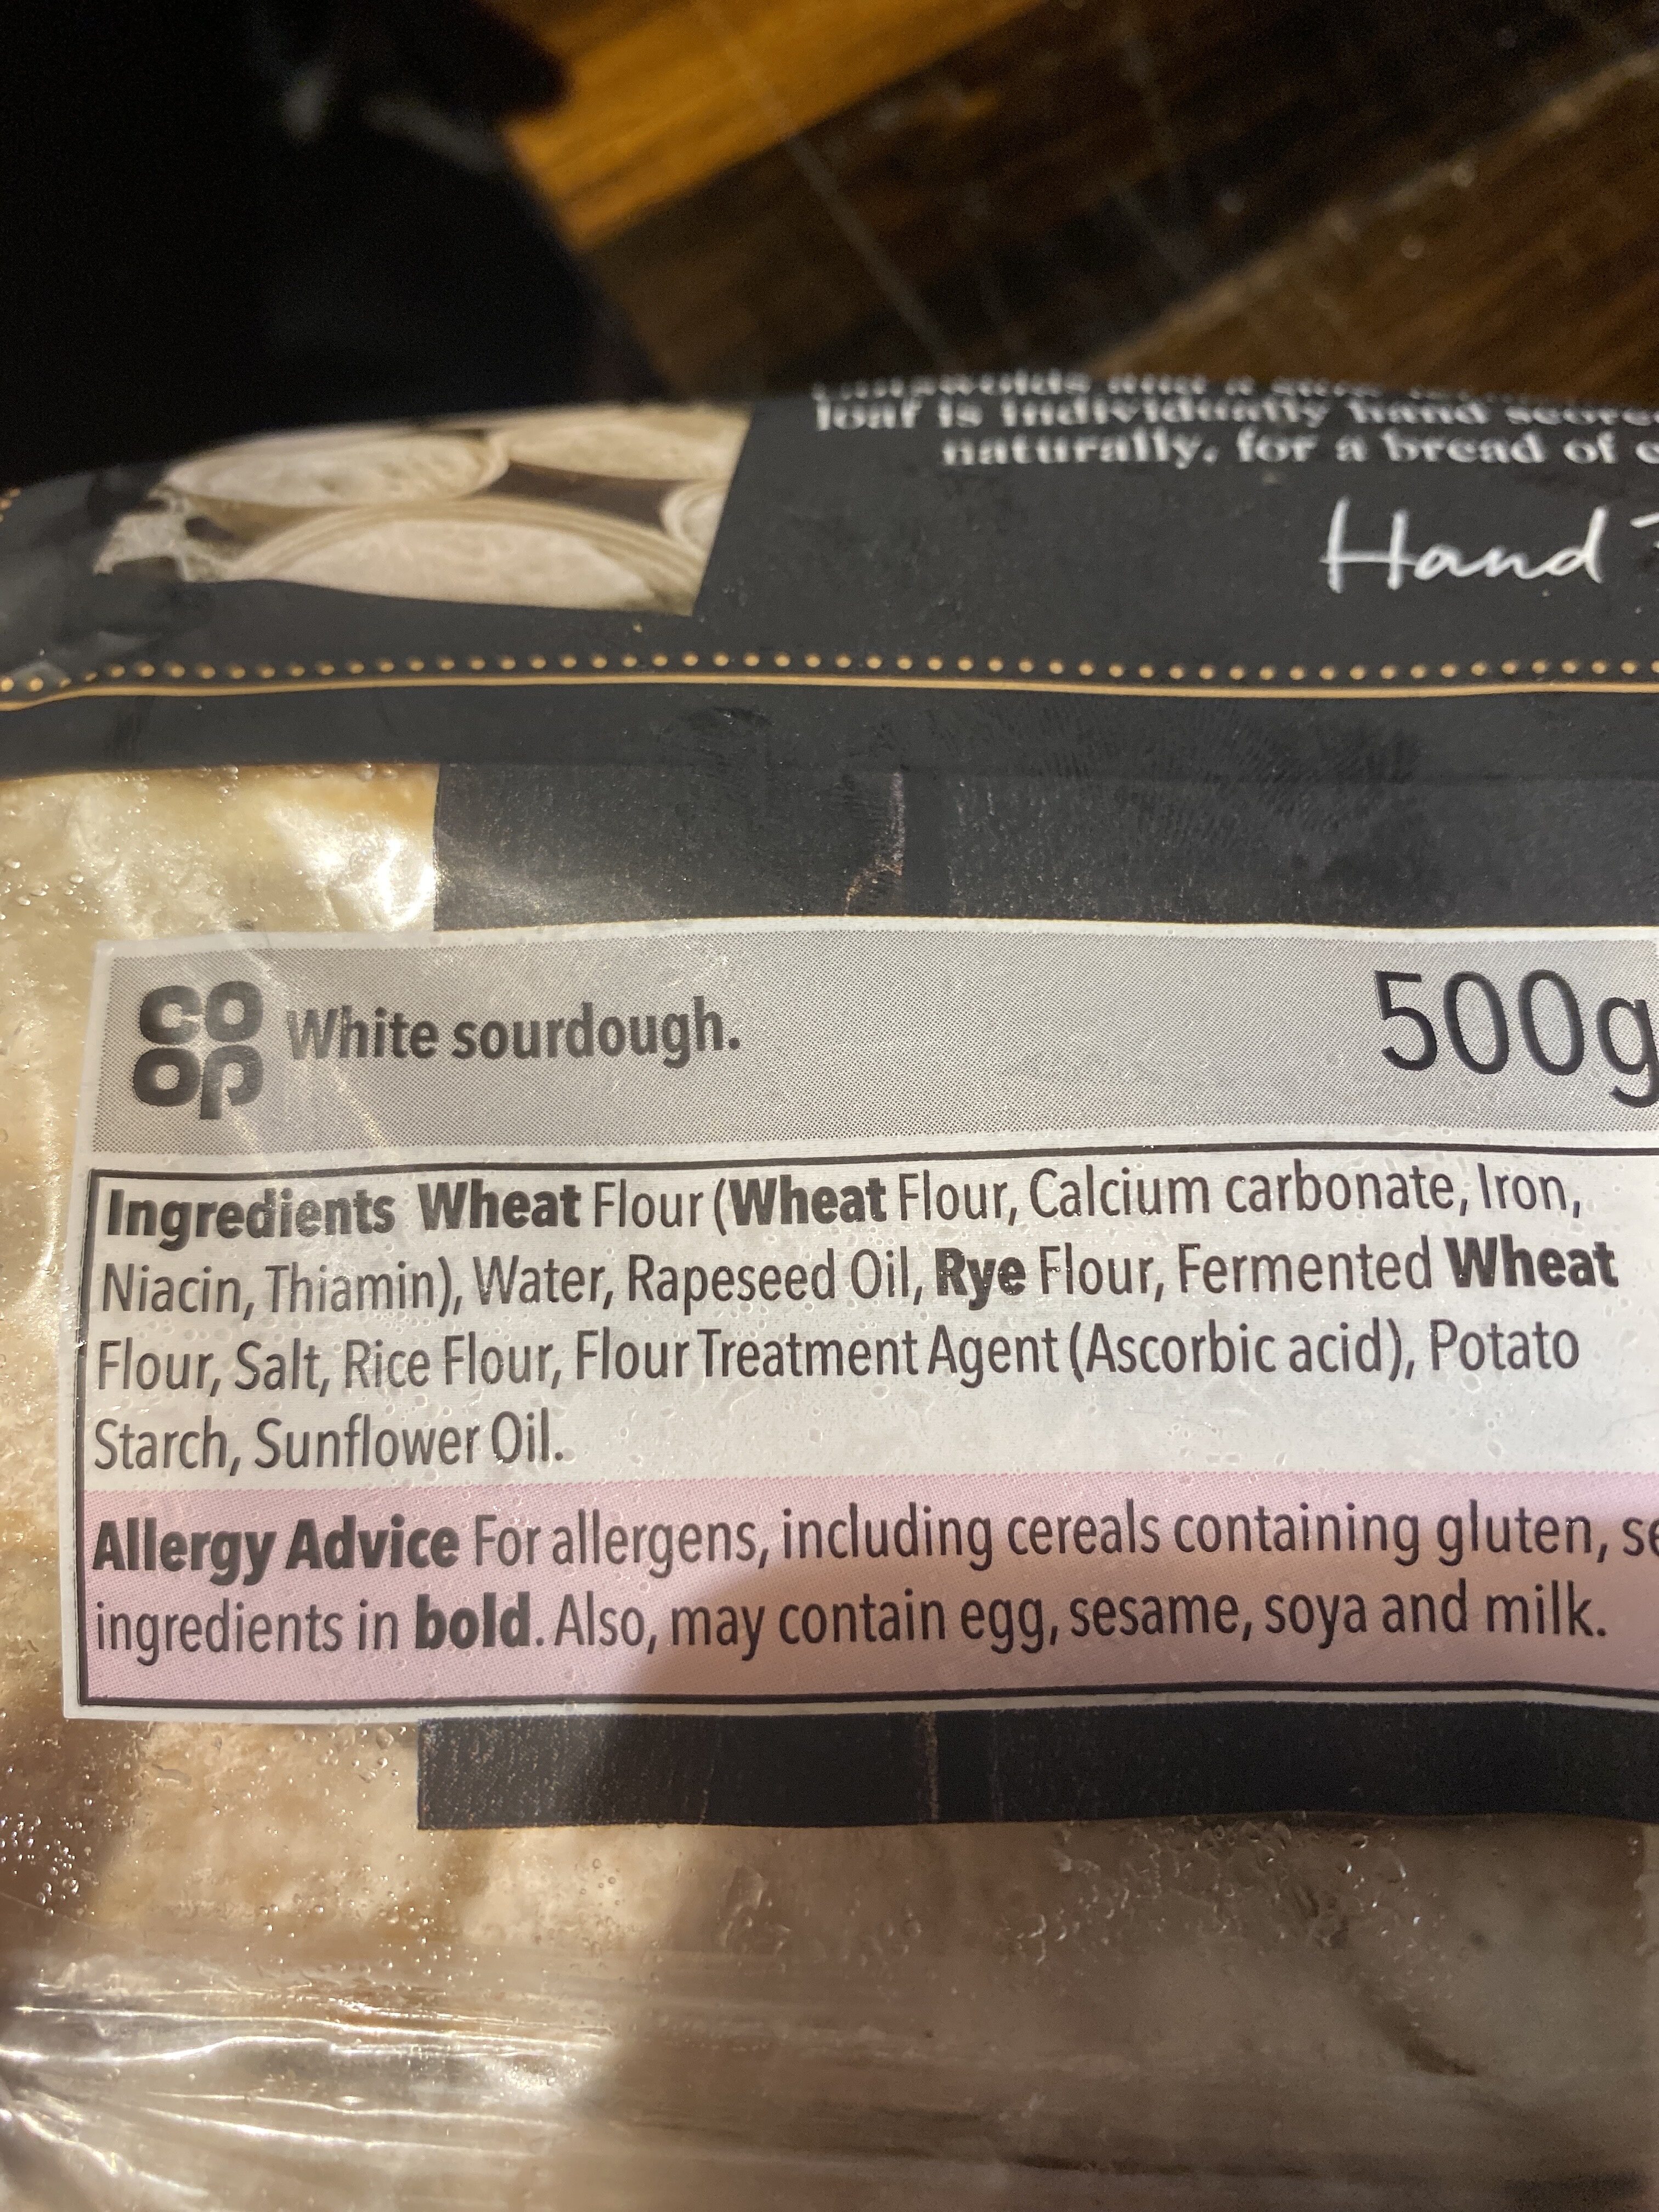 loaf is individually hand
naturally, for a bread of
Hand
CO
OP
White sourdough.
500g
Ingredients Wheat Flour (Wheat Flour, Calcium carbonate, Iron,
Niacin, Thiamin), Water, Rapeseed Oil, Rye Flour, Fermented Wheat
Flour, Salt, Rice Flour, Flour Treatment Agent (Ascorbic acid), Potato
Starch, Sunflower Oil.
Allergy Advice For allergens, including cereals containing gluten,
ingredients in bold. Also, may contain egg, sesame, soya and milk.